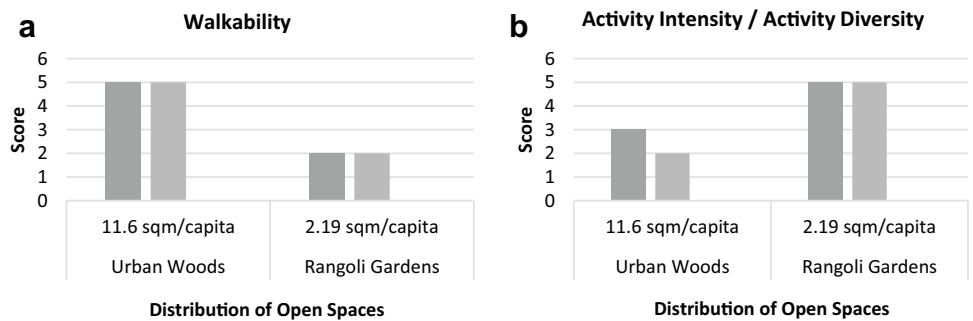 a
Walkability
6
5
4
3
2
1
0
Score
11.6 sqm/capita 2.19 sqm/capita
Urban Woods Rangoli Gardens
Distribution of Open Spaces
b
Activity Intensity / Activity Diversity
6
5
4
3
2
1
0
Score
11.6 sqm/capita 2.19 sqm/capita
Urban Woods Rangoli Gardens
Distribution of Open Spaces